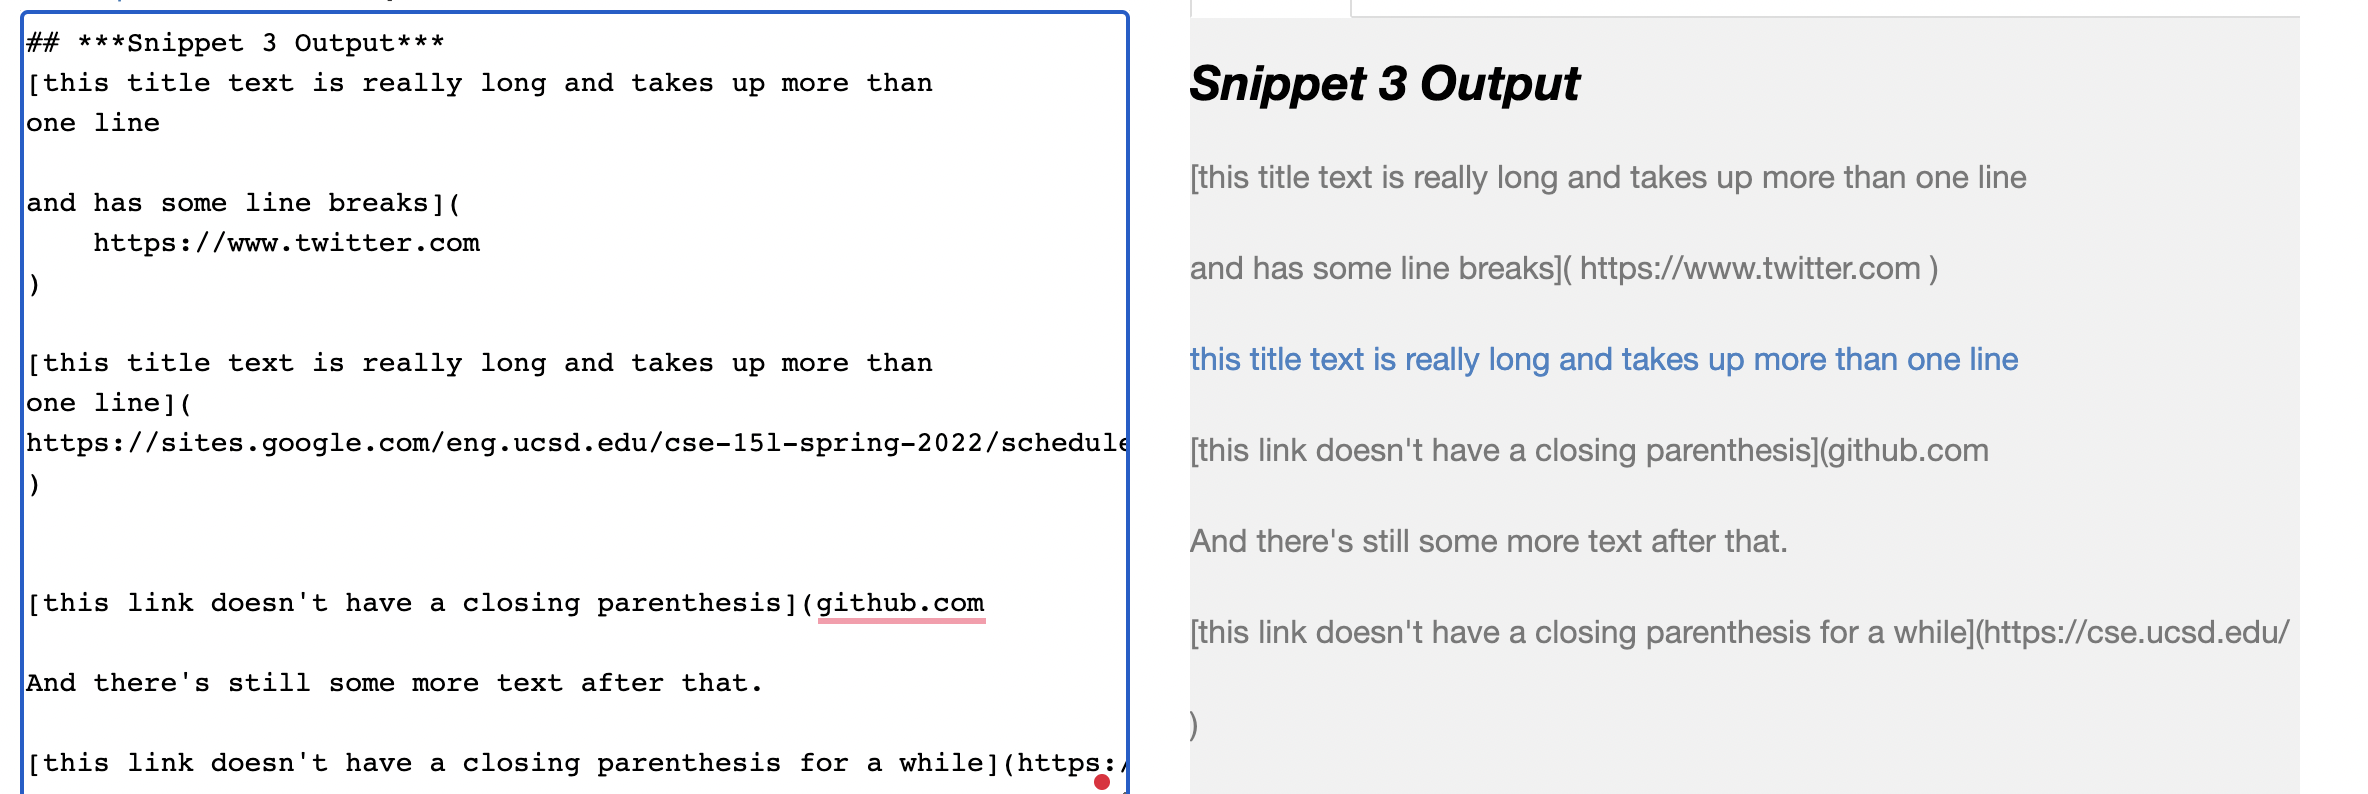 ## ***Snippet 3 Output***
[this title text is really long and takes up more than
one line
and has some line breaks](
https://www.twitter.com
)
[this title text is really long and takes up more than
one line](
https://sites.google.com/eng.ucsd.edu/cse-15l-spring-2022/schedule
)
[this link doesn't have a closing parenthesis](github.com
And there's still some more text after that.
[this link doesn't have a closing parenthesis for a while](https:/
Snippet 3 Output
[this title text is really long and takes up more than one line
and has some line breaks]( https://www.twitter.com )
this title text is really long and takes up more than one line
[this link doesn't have a closing parenthesis](github.com
And there's still some more text after that.
[this link doesn't have a closing parenthesis for a while](https://cse.ucsd.edu/
)